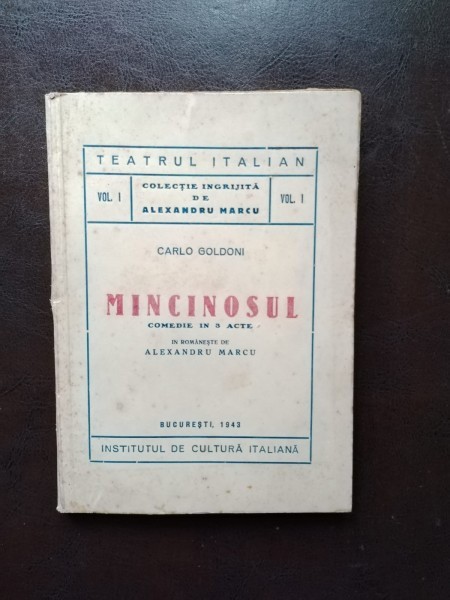 TEATRUL ITALIAN
VOL. I
COLECȚIE INGRIJITĂ
DE
ALEXANDRU MARCU
VOL. I
CARLO GOLDONI
MINCINOSUL
COMEDIE IN 3 ACTE
IN ROMÂNEȘTE DE
ALEXANDRU MARCU
BUCUREȘTI, 1943
INSTITUTUL DE CULTURĂ ITALIANĂ